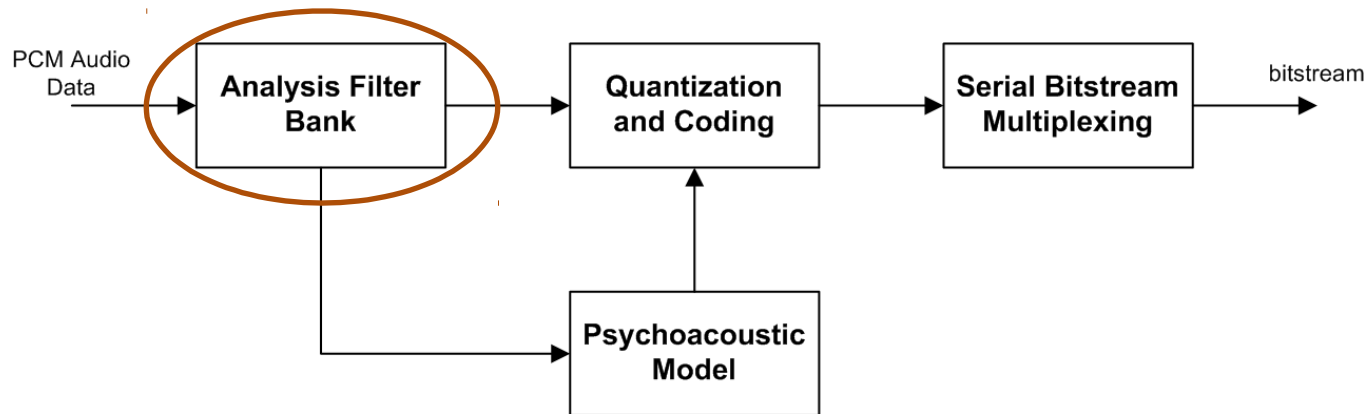 PCM Audio
Data
Analysis Filter
Bank
Quantization
and Coding
Serial Bitstream
Multiplexing
bitstream
Psychoacoustic
Model